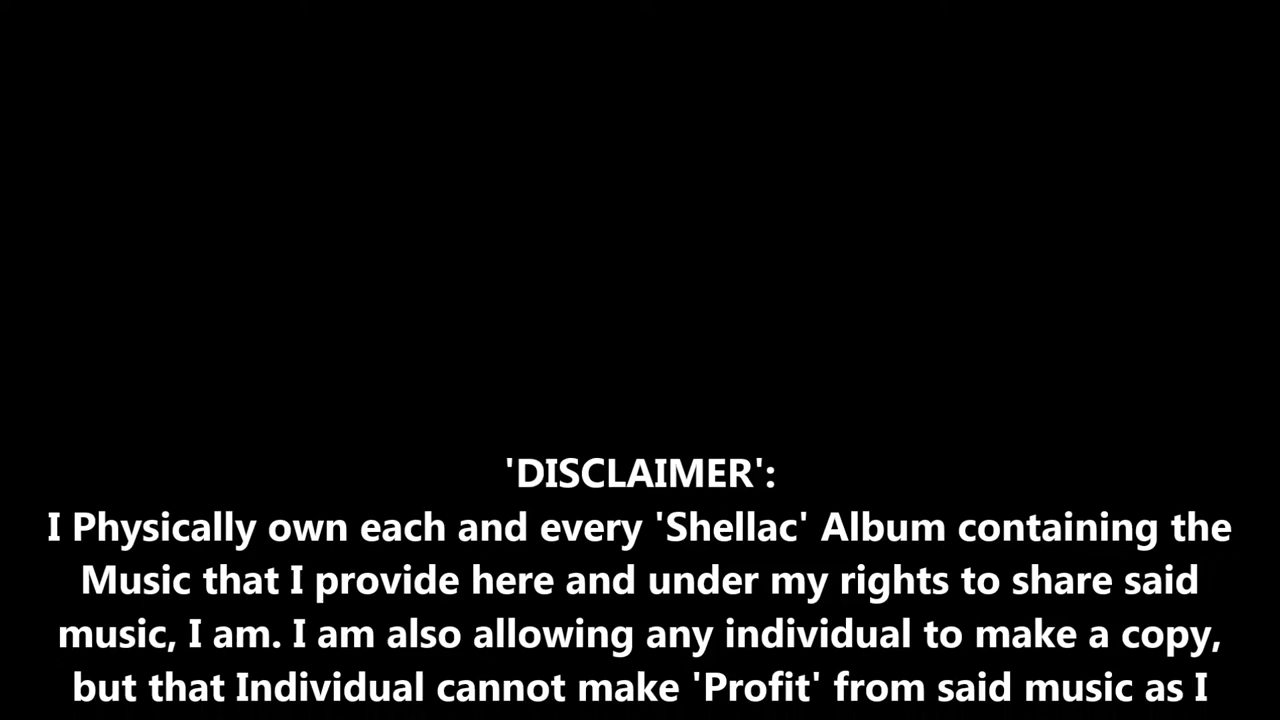 'DISCLAIMER':
I Physically own each and every 'Shellac' Album containing the
Music that I provide here and under my rights to share said
music, I am. I am also allowing any individual to make a copy,
but that Individual cannot make 'Profit' from said music as I